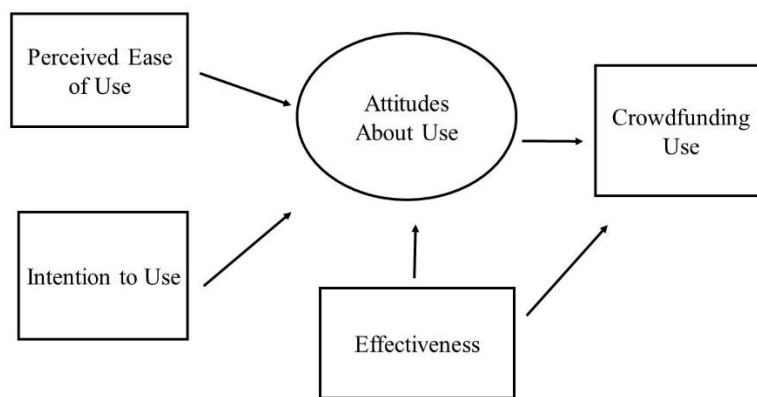 Perceived Ease
of Use
Attitudes
About Use
Crowdfunding
Use
Intention to Use
Effectiveness